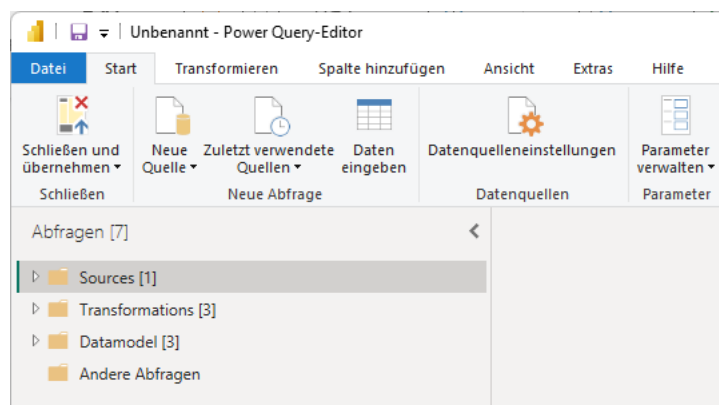 Unbenannt - Power Query-Editor
Datei Start Transformieren Spalte hinzufügen Ansicht Extras Hilfe
Schließen und übernehmen
Neue Quelle
Zuletzt verwendete Quellen
Daten eingeben
Datenquelleneinstellungen
Parameter verwalten
Schließen Neue Abfrage Datenquellen Parameter
Abfragen [7]
Sources [1]
Transformations [3]
Datamodel [3]
Andere Abfragen